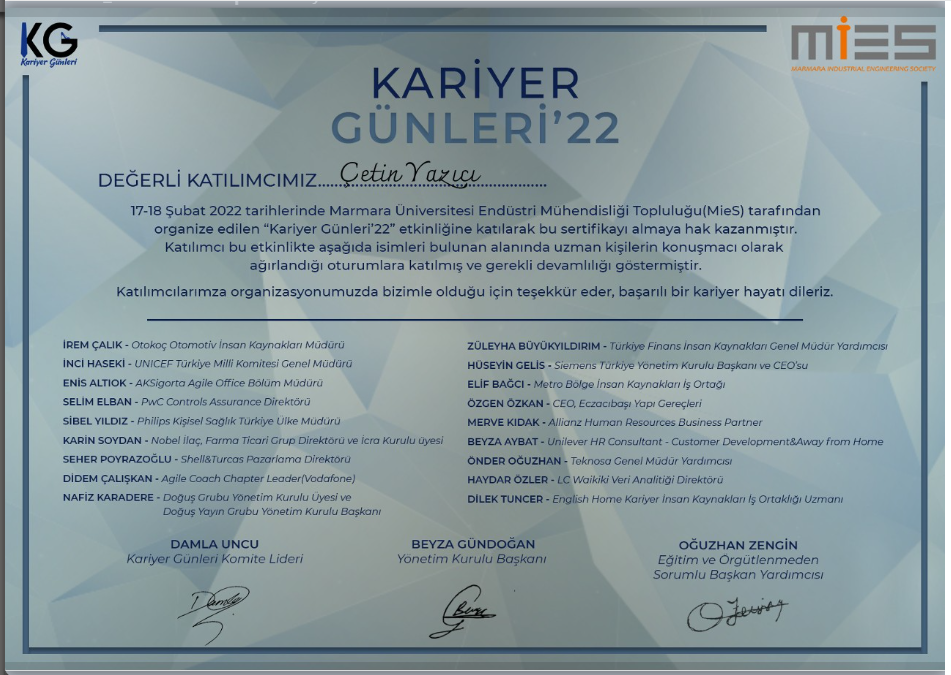 KG
Kariyer Günleri
MiES
MARMARA INDUSTRIAL ENGINEERING SOCIETY
KARİYER
GÜNLERİ'22
DEĞERLİ KATILIMCIMIZ....Çetin Yazıcı....
17-18 Şubat 2022 tarihlerinde Marmara Üniversitesi Endüstri Mühendisliği Topluluğu(MieS) tarafından
organize edilen "Kariyer Günleri'22" etkinliğine katılarak bu sertifikayı almaya hak kazanmıştır.
Katılımcı bu etkinlikte aşağıda isimleri bulunan alanında uzman kişilerin konuşmacı olarak
ağırlandığı oturumlara katılmış ve gerekli devamlılığı göstermiştir.
Katılımcılarımza organizasyonumuzda bizimle olduğu için teşekkür eder, başarılı bir kariyer hayatı dileriz.
İREM ÇALIK - Otokoç Otomotiv İnsan Kaynakları Müdürü
İNCİ HASEKİ - UNICEF Türkiye Milli Komitesi Genel Müdürü
ENİS ALTIOK - AKSigorta Agile Office Bölüm Müdürü
SELİM ELBAN - PwC Controls Assurance Direktörü
SİBEL YILDIZ - Philips Kişisel Sağlık Türkiye Ülke Müdürü
KARİN SOYDAN - Nobel İlaç, Farma Ticari Grup Direktörü ve İcra Kurulu üyesi
SEHER POYRAZOĞLU - Shell&Turcas Pazarlama Direktörü
DİDEM ÇALIŞKAN - Agile Coach Chapter Leader(Vodafone)
NAFİZ KARADERE - Doğuş Grubu Yönetim Kurulu Üyesi ve
Doğuş Yayın Grubu Yönetim Kurulu Başkanı
ZÜLEYHA BÜYÜKYILDIRIM - Türkiye Finans İnsan Kaynakları Genel Müdür Yardımcısı
HÜSEYİN GELİS - Siemens Türkiye Yönetim Kurulu Başkanı ve CEO'su
ELİF BAĞCI - Metro Bölge İnsan Kaynakları İş Ortağı
ÖZGEN ÖZKAN - CEO, Eczacıbaşı Yapı Gereçleri
MERVE KIDAK - Allianz Human Resources Business Partner
BEYZA AYBAT - Unilever HR Consultant - Customer Development&Away from Home
ÖNDER OĞUZHAN - Teknosa Genel Müdür Yardımcısı
HAYDAR ÖZLER - LC Waikiki Veri Analitiği Direktörü
DİLEK TUNCER - English Home Kariyer İnsan Kaynakları İş Ortaklığı Uzmanı
DAMLA UNCU
Kariyer Günleri Komite Lideri
BEYZA GÜNDOĞAN
Yönetim Kurulu Başkanı
OĞUZHAN ZENGİN
Eğitim ve Örgütlenmeden
Sorumlu Başkan Yardımcısı